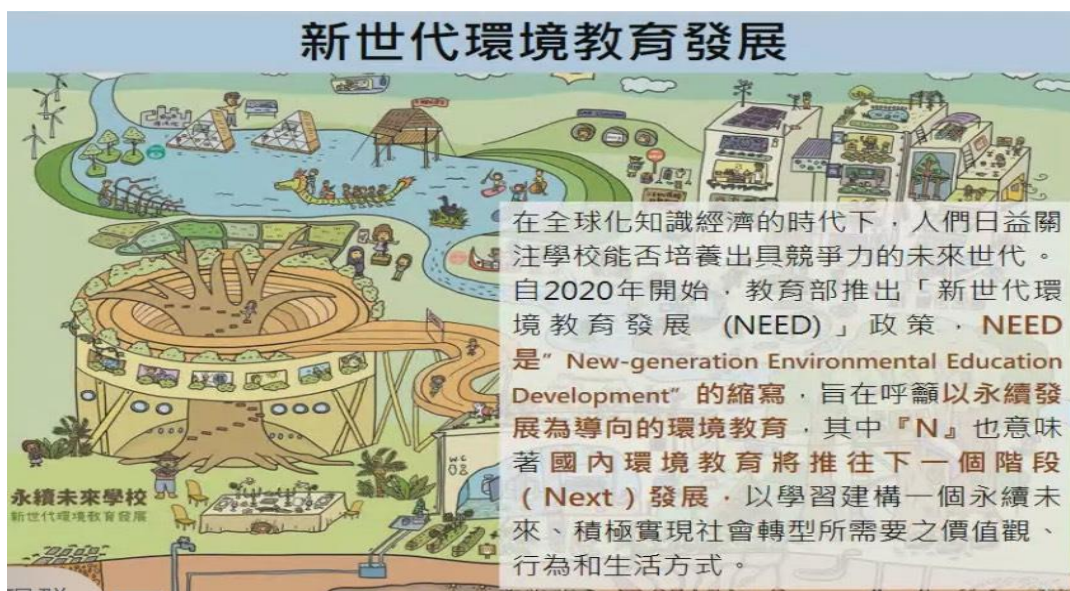 新世代環境教育發展
在全球化知識經濟的時代下，人們日益關
注學校能否培養出具競爭力的未來世代。
自2020年開始，教育部推出「新世代環
境教育發展 (NEED)」政策，NEED
是”New-generation Environmental Education
Development“的縮寫，旨在呼籲以永續發
展為導向的環境教育，其中『N』也意味
著國內環境教育將推往下一個階段
（Next）發展，以學習建構一個永續未
來、積極實現社會轉型所需要之價值觀、
行為和生活方式。
永續未來學校
新世代環境教育發展
WC